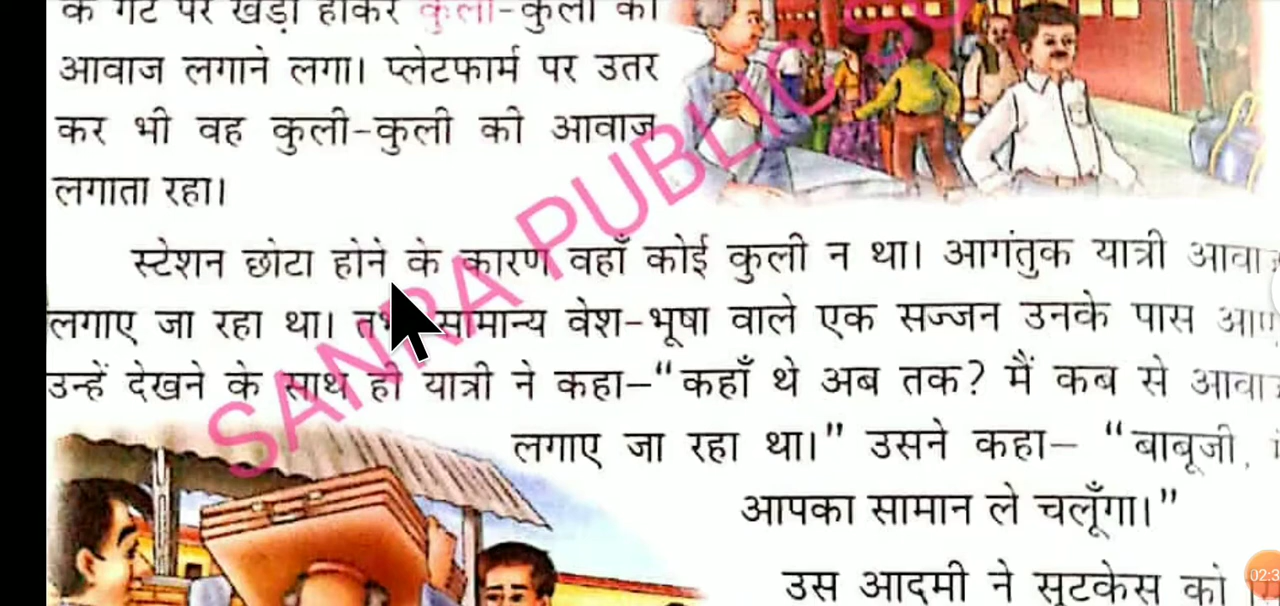 के गेट पर खड़ा होकर कुली-कुली की
आवाज लगाने लगा। प्लेटफार्म पर उतर
कर भी वह कुली-कुली की आवाज़
लगाता रहा।
स्टेशन छोटा होने के कारण वहाँ कोई कुली न था। आगंतुक यात्री
लगाए जा रहा था। सामान्य वेश-भूषा वाले एक सज्जन उनके पास
उन्हें देखने के साथ ही यात्री ने कहा–“कहाँ थे अब तक? मैं कब से
लगाए जा रहा था।” उसने कहा– “बाबूजी,
आपका सामान ले चलूँगा।”
उस आदमी ने सूटकेस को
SANRA PUBLIC
02:3